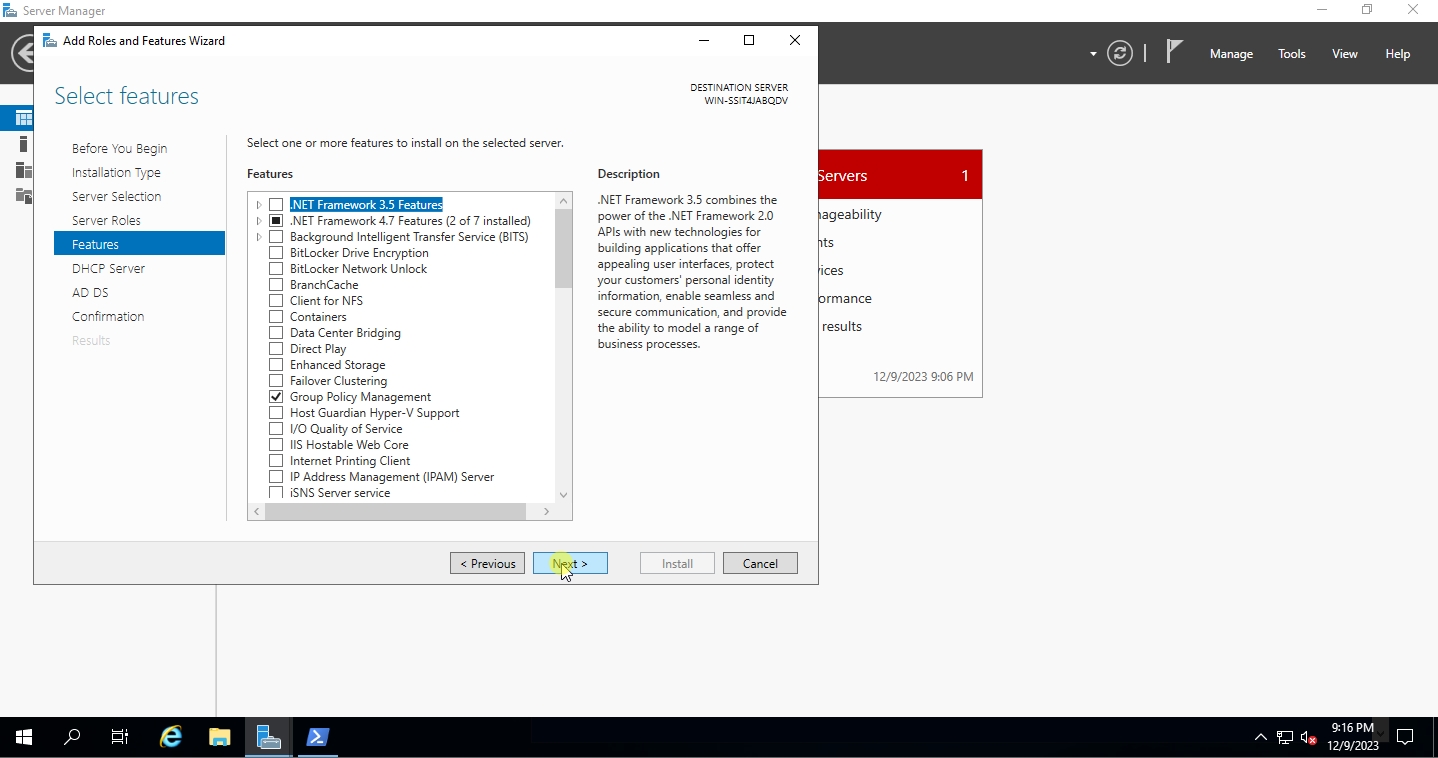 Server Manager
Add Roles and Features Wizard
Manage Tools View Help
Select features
DESTINATION SERVER
WIN-SSIT4JABQDV
Before You Begin
Installation Type
Server Selection
Server Roles
Features
DHCP Server
AD DS
Confirmation
Results
Select one or more features to install on the selected server.
Features
.NET Framework 3.5 Features
.NET Framework 4.7 Features (2 of 7 installed)
Background Intelligent Transfer Service (BITS)
BitLocker Drive Encryption
BitLocker Network Unlock
BranchCache
Client for NFS
Containers
Data Center Bridging
Direct Play
Enhanced Storage
Failover Clustering
Group Policy Management
Host Guardian Hyper-V Support
I/O Quality of Service
IIS Hostable Web Core
Internet Printing Client
IP Address Management (IPAM) Server
iSNS Server service
Description
.NET Framework 3.5 combines the
power of the .NET Framework 2.0
APIs with new technologies for
building applications that offer
appealing user interfaces, protect
your customers' personal identity
information, enable seamless and
secure communication, and provide
the ability to model a range of
business processes.
< Previous
Next >
Install
Cancel
Servers 1
nageability
nts
vices
ormance
results
12/9/2023 9:06 PM
9:16 PM
12/9/2023